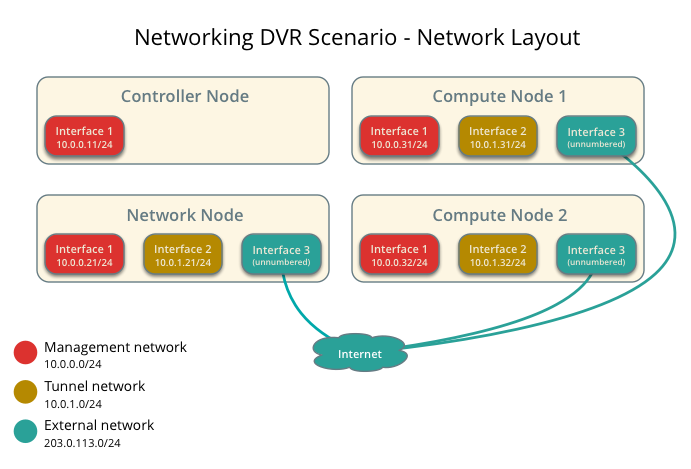 Networking DVR Scenario - Network Layout
Controller Node
Interface 1
10.0.0.11/24
Compute Node 1
Interface 1
10.0.0.31/24
Interface 2
10.0.1.31/24
Interface 3
(unnumbered)
Network Node
Interface 1
10.0.0.21/24
Interface 2
10.0.1.21/24
Interface 3
(unnumbered)
Compute Node 2
Interface 1
10.0.0.32/24
Interface 2
10.0.1.32/24
Interface 3
(unnumbered)
Internet
Management network
10.0.0.0/24
Tunnel network
10.0.1.0/24
External network
203.0.113.0/24